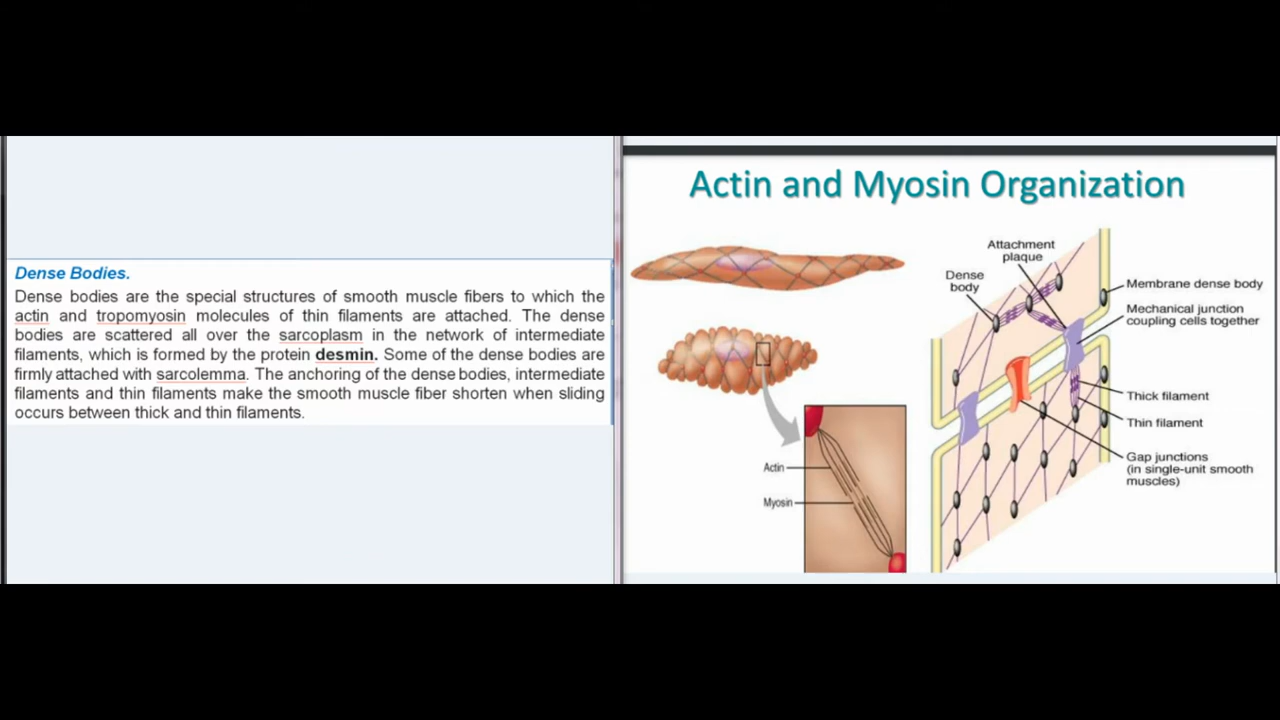 Dense Bodies.
Dense bodies are the special structures of smooth muscle fibers to which the
actin and tropomyosin molecules of thin filaments are attached. The dense
bodies are scattered all over the sarcoplasm in the network of intermediate
filaments, which is formed by the protein desmin. Some of the dense bodies are
firmly attached with sarcolemma. The anchoring of the dense bodies, intermediate
filaments and thin filaments make the smooth muscle fiber shorten when sliding
occurs between thick and thin filaments.
Actin and Myosin Organization
Attachment
plaque
Dense
body
Membrane dense body
Mechanical junction
coupling cells together
Thick filament
Thin filament
Gap junctions
(in single-unit smooth
muscles)
Actin
Myosin